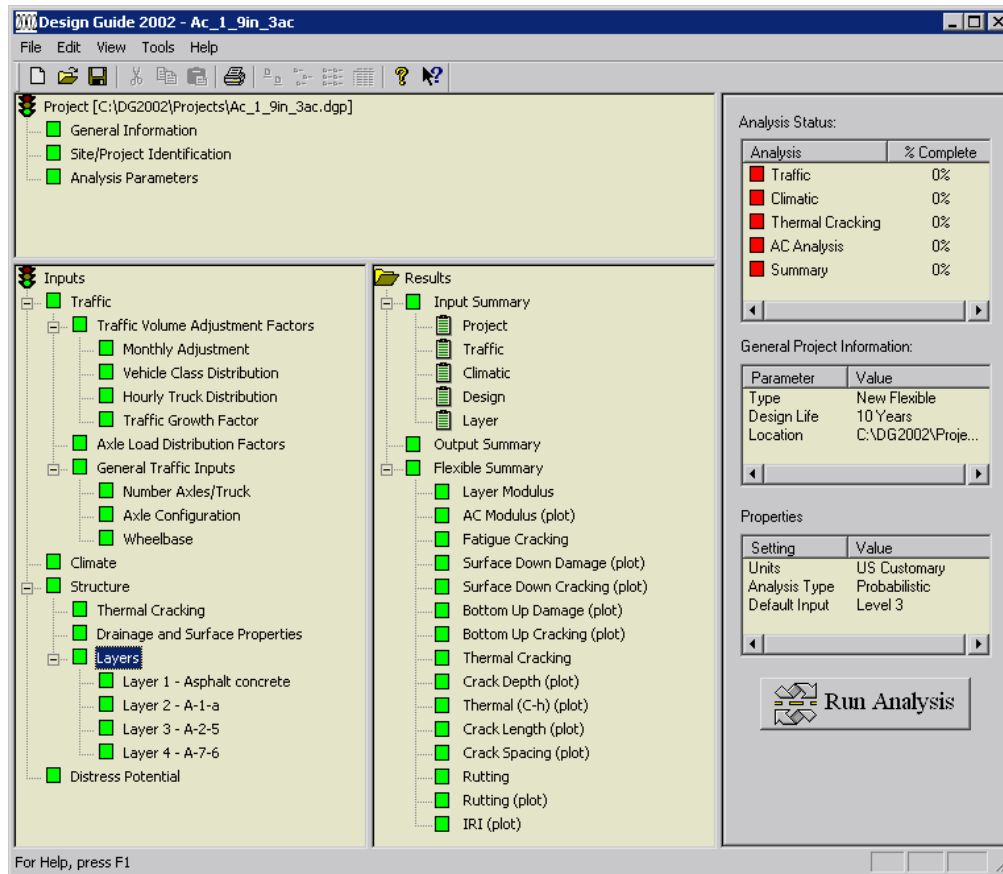 Design Guide 2002 - Ac_1_9in_3ac
File Edit View Tools Help
Project [C:\DG2002\Projects\Ac_1_9in_3ac.dgp]
General Information
Site/Project Identification
Analysis Parameters
Inputs
Traffic
Traffic Volume Adjustment Factors
Monthly Adjustment
Vehicle Class Distribution
Hourly Truck Distribution
Traffic Growth Factor
Axle Load Distribution Factors
General Traffic Inputs
Number Axles/Truck
Axle Configuration
Wheelbase
Climate
Structure
Thermal Cracking
Drainage and Surface Properties
Layers
Layer 1 - Asphalt concrete
Layer 2 - A-1-a
Layer 3 - A-2-5
Layer 4 - A-7-6
Distress Potential
Results
Input Summary
Project
Traffic
Climatic
Design
Layer
Output Summary
Flexible Summary
Layer Modulus
AC Modulus (plot)
Fatigue Cracking
Surface Down Damage (plot)
Surface Down Cracking (plot)
Bottom Up Damage (plot)
Bottom Up Cracking (plot)
Thermal Cracking
Crack Depth (plot)
Thermal (C-h) (plot)
Crack Length (plot)
Crack Spacing (plot)
Rutting
Rutting (plot)
IRI (plot)
Analysis Status:
Analysis % Complete
Traffic 0%
Climatic 0%
Thermal Cracking 0%
AC Analysis 0%
Summary 0%
General Project Information:
Parameter Value
Type New Flexible
Design Life 10 Years
Location C:\DG2002\Proje...
Properties
Setting Value
Units US Customary
Analysis Type Probabilistic
Default Input Level 3
Run Analysis
For Help, press F1